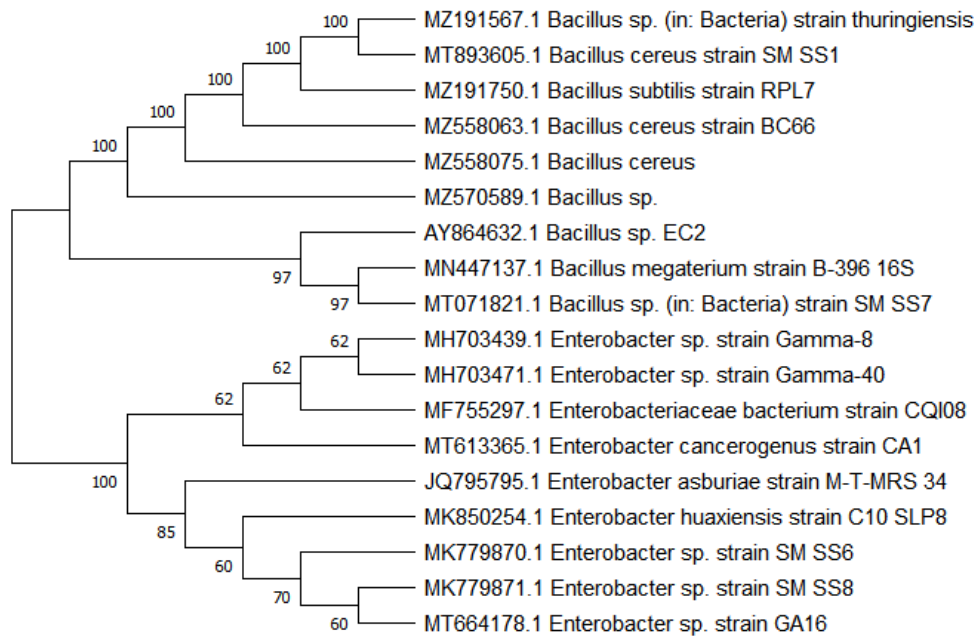 100
MZ191567.1 Bacillus sp. (in: Bacteria) strain thuringiensis
100
MT893605.1 Bacillus cereus strain SM SS1
100
MZ191750.1 Bacillus subtilis strain RPL7
100
MZ558063.1 Bacillus cereus strain BC66
100
MZ558075.1 Bacillus cereus
MZ570589.1 Bacillus sp.
AY864632.1 Bacillus sp. EC2
97
MN447137.1 Bacillus megaterium strain B-396 16S
97
MT071821.1 Bacillus sp. (in: Bacteria) strain SM SS7
62
MH703439.1 Enterobacter sp. strain Gamma-8
62
MH703471.1 Enterobacter sp. strain Gamma-40
62
MF755297.1 Enterobacteriaceae bacterium strain CQI08
MT613365.1 Enterobacter cancerogenus strain CA1
100
JQ795795.1 Enterobacter asburiae strain M-T-MRS 34
85
MK850254.1 Enterobacter huaxiensis strain C10 SLP8
60
MK779870.1 Enterobacter sp. strain SM SS6
70
MK779871.1 Enterobacter sp. strain SM SS8
60
MT664178.1 Enterobacter sp. strain GA16